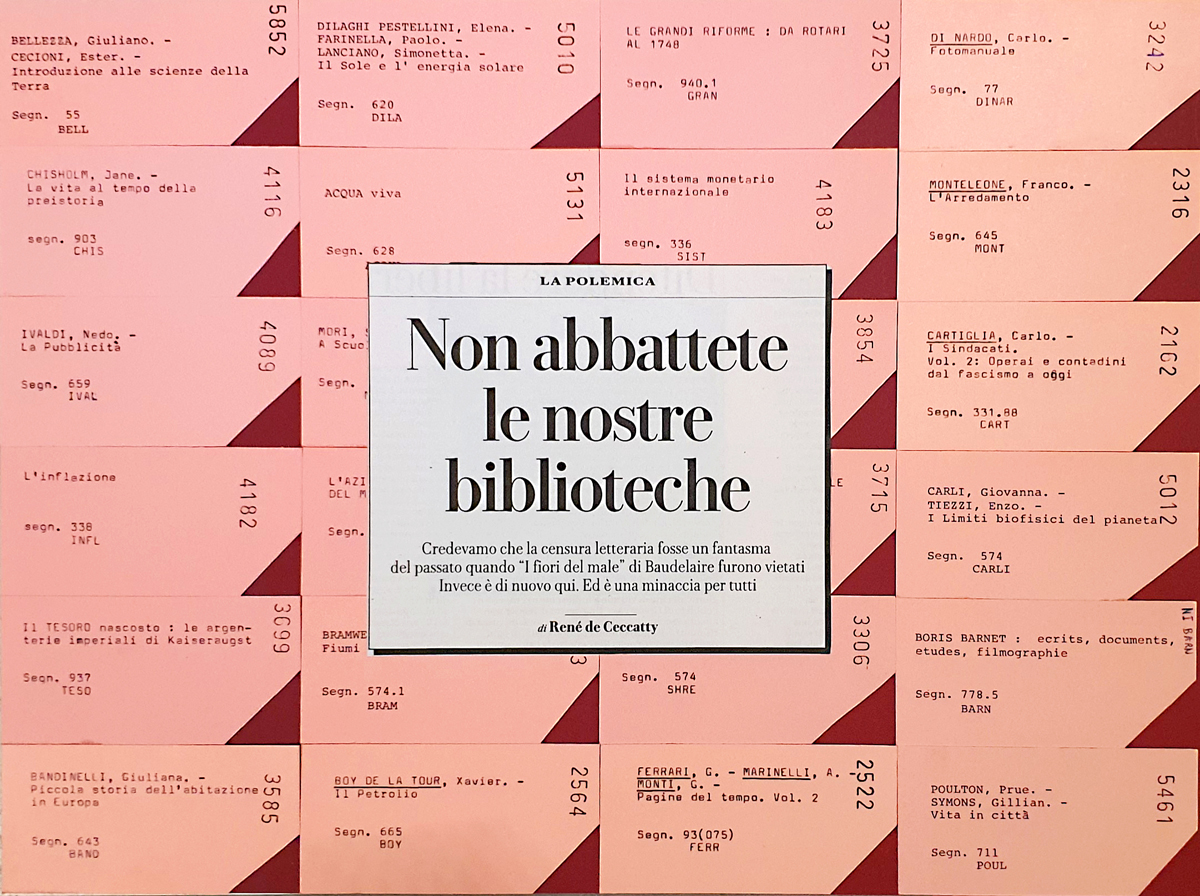 BELLEZZA, Giuliano. -
CECIONI, Ester. -
Introduzione alle scienze della
Terra
Segn. 55
BELL
5852
DILAGHI PESTELLINI, Elena. -
FARINELLA, Paolo. -
LANCIANO, Simonetta. -
Il Sole e l' energia solare
Segn. 620
DILA
5010
LE GRANDI RIFORME : DA ROTARI
AL 1748
Segn. 940.1
GRAN
3725
DI NARDO, Carlo. -
Fotomanuale
Segn. 77
DINAR
3242
CHISHOLM, Jane. -
La vita al tempo della
preistoria
segn. 903
CHIS
4116
ACQUA viva
Segn. 628
5131
Il sistema monetario
internazionale
segn. 336
SIST
4183
MONTELEONE, Franco. -
L'Arredamento
Segn. 645
MONT
2316
LA POLEMICA
Non abbattete
le nostre
biblioteche
Credevamo che la censura letteraria fosse un fantasma
del passato quando “I fiori del male” di Baudelaire furono vietati
Invece è di nuovo qui. Ed è una minaccia per tutti
di René de Ceccatty
IVALDI, Nedo. -
La Pubblicità
Segn. 659
IVAL
4089
MORI,
A Scuo
Segn.
3854
CARTIGLIA, Carlo. -
I Sindacati.
Vol. 2: Operai e contadini
dal fascismo a oggi
Segn. 331.88
CART
2162
L'inflazione
segn. 338
INFL
4182
L'AZI
DEL M
Segn.
LE
3715
CARLI, Giovanna. -
TIEZZI, Enzo. -
I Limiti biofisici del pianeta
Segn. 574
CARLI
5012
Il TESORO nascosto : le argen-
terie imperiali di Kaiseraugst
Segn. 937
TESO
3699
BRAMWE
Fiumi
Segn. 574.1
BRAM
3
Segn. 574
SHRE
3306
BORIS BARNET : ecrits, documents,
etudes, filmographie
Segn. 778.5
BARN
NI BARN
BANDINELLI, Giuliana. -
Piccola storia dell'abitazione
in Europa
Segn. 643
BAND
3585
BOY DE LA TOUR, Xavier. -
Il Petrolio
Segn. 665
BOY
2564
FERRARI, G. - MARINELLI, A. -
MONTI, G. -
Pagine del tempo. Vol. 2
Segn. 93(075)
FERR
2522
POULTON, Prue. -
SYMONS, Gillian. -
Vita in città
Segn. 711
POUL
5461